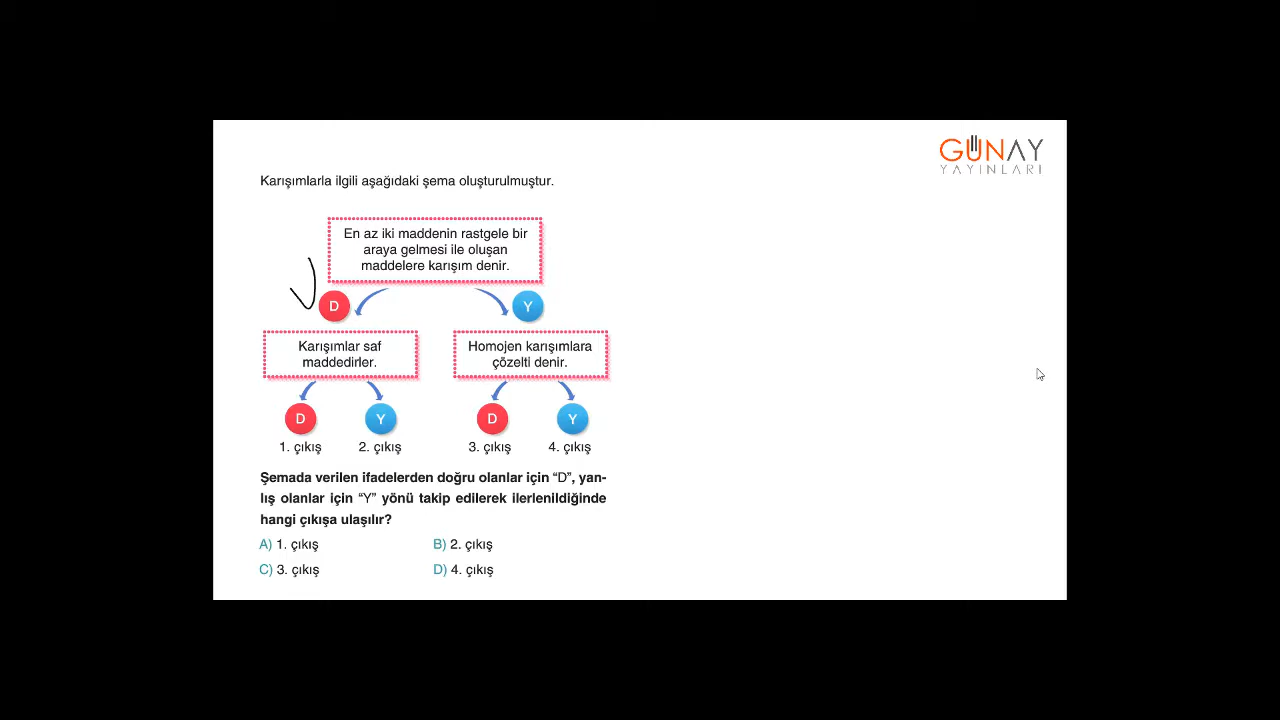 GÜNAY
YAYINLARI
Karışımlarla ilgili aşağıdaki şema oluşturulmuştur.
En az iki maddenin rastgele bir
araya gelmesi ile oluşan
maddelere karışım denir.
D
Y
Karışımlar saf
maddedirler.
Homojen karışımlara
çözelti denir.
D
Y
D
Y
1. çıkış
2. çıkış
3. çıkış
4. çıkış
Şemada verilen ifadelerden doğru olanlar için “D”, yan-
lış olanlar için “Y” yönü takip edilerek ilerlenildiğinde
hangi çıkışa ulaşılır?
A) 1. çıkış
B) 2. çıkış
C) 3. çıkış
D) 4. çıkış